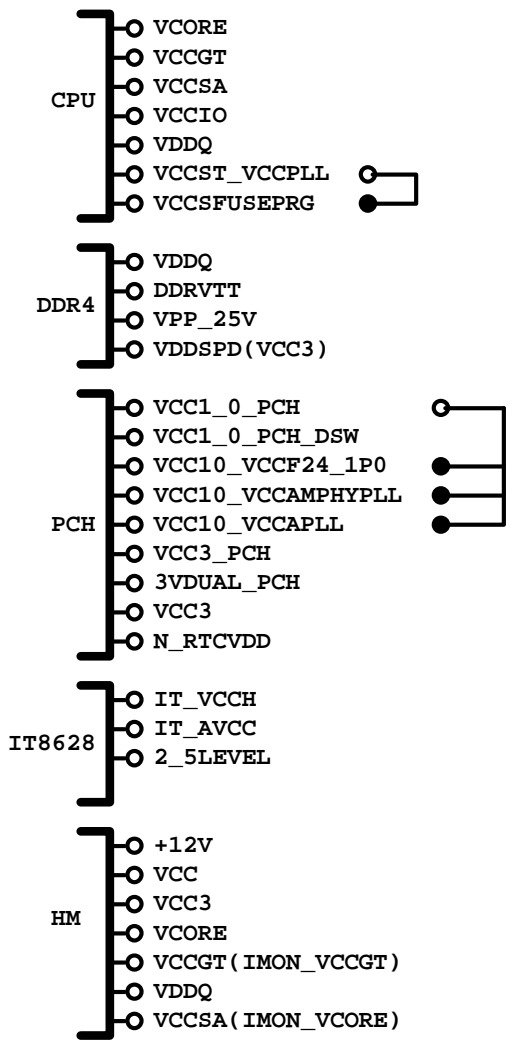 VCORE
VCCGT
VCCSA
CPU
VCCIO
VDDQ
VCCST_VCCPLL
VCCSFUSEPRG
VDDQ
DDRVTT
DDR4
VPP_25V
VDDSPD(VCC3)
VCC1_0_PCH
VCC1_0_PCH_DSW
VCC10_VCCF24_1P0
VCC10_VCCAMPHYPLL
PCH
VCC10_VCCAPLL
VCC3_PCH
3VDUAL_PCH
VCC3
N_RTCVDD
IT_VCCH
IT_AVCC
IT8628
2_5LEVEL
+12V
VCC
VCC3
HM
VCORE
VCCGT(IMON_VCCGT)
VDDQ
VCCSA(IMON_VCORE)